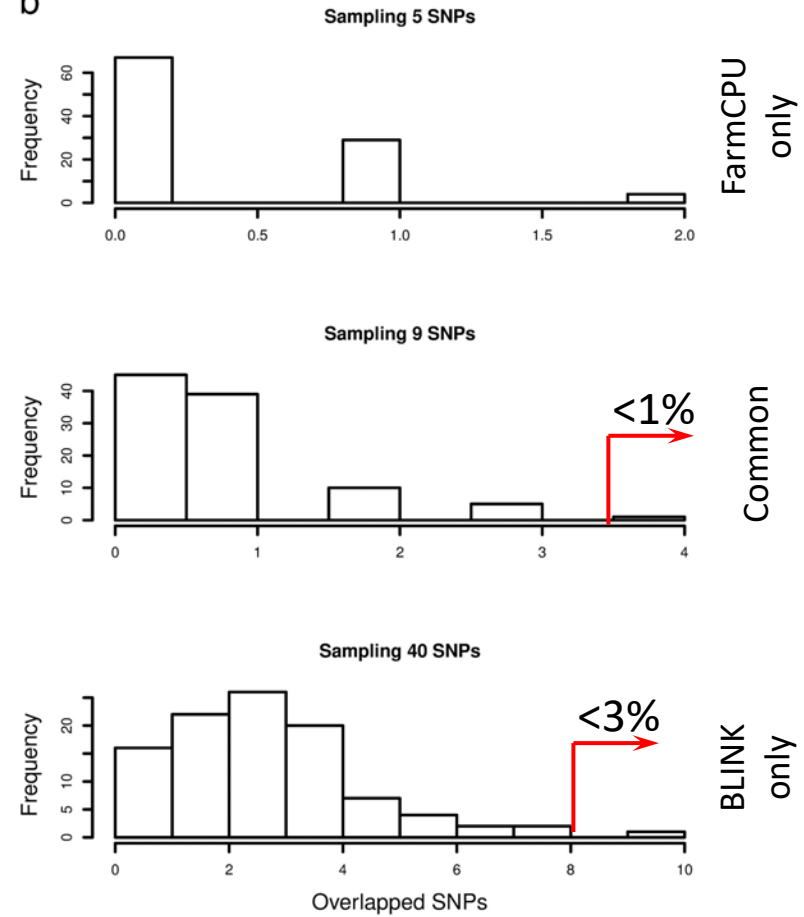 b
Sampling 5 SNPs
Frequency
0 20 40 60
0.0 0.5 1.0 1.5 2.0
FarmCPU
only
Sampling 9 SNPs
Frequency
0 10 20 30 40
0 1 2 3 4
<1%
Common
Sampling 40 SNPs
Frequency
0 5 10 20
0 2 4 6 8 10
<3%
BLINK
only
Overlapped SNPs